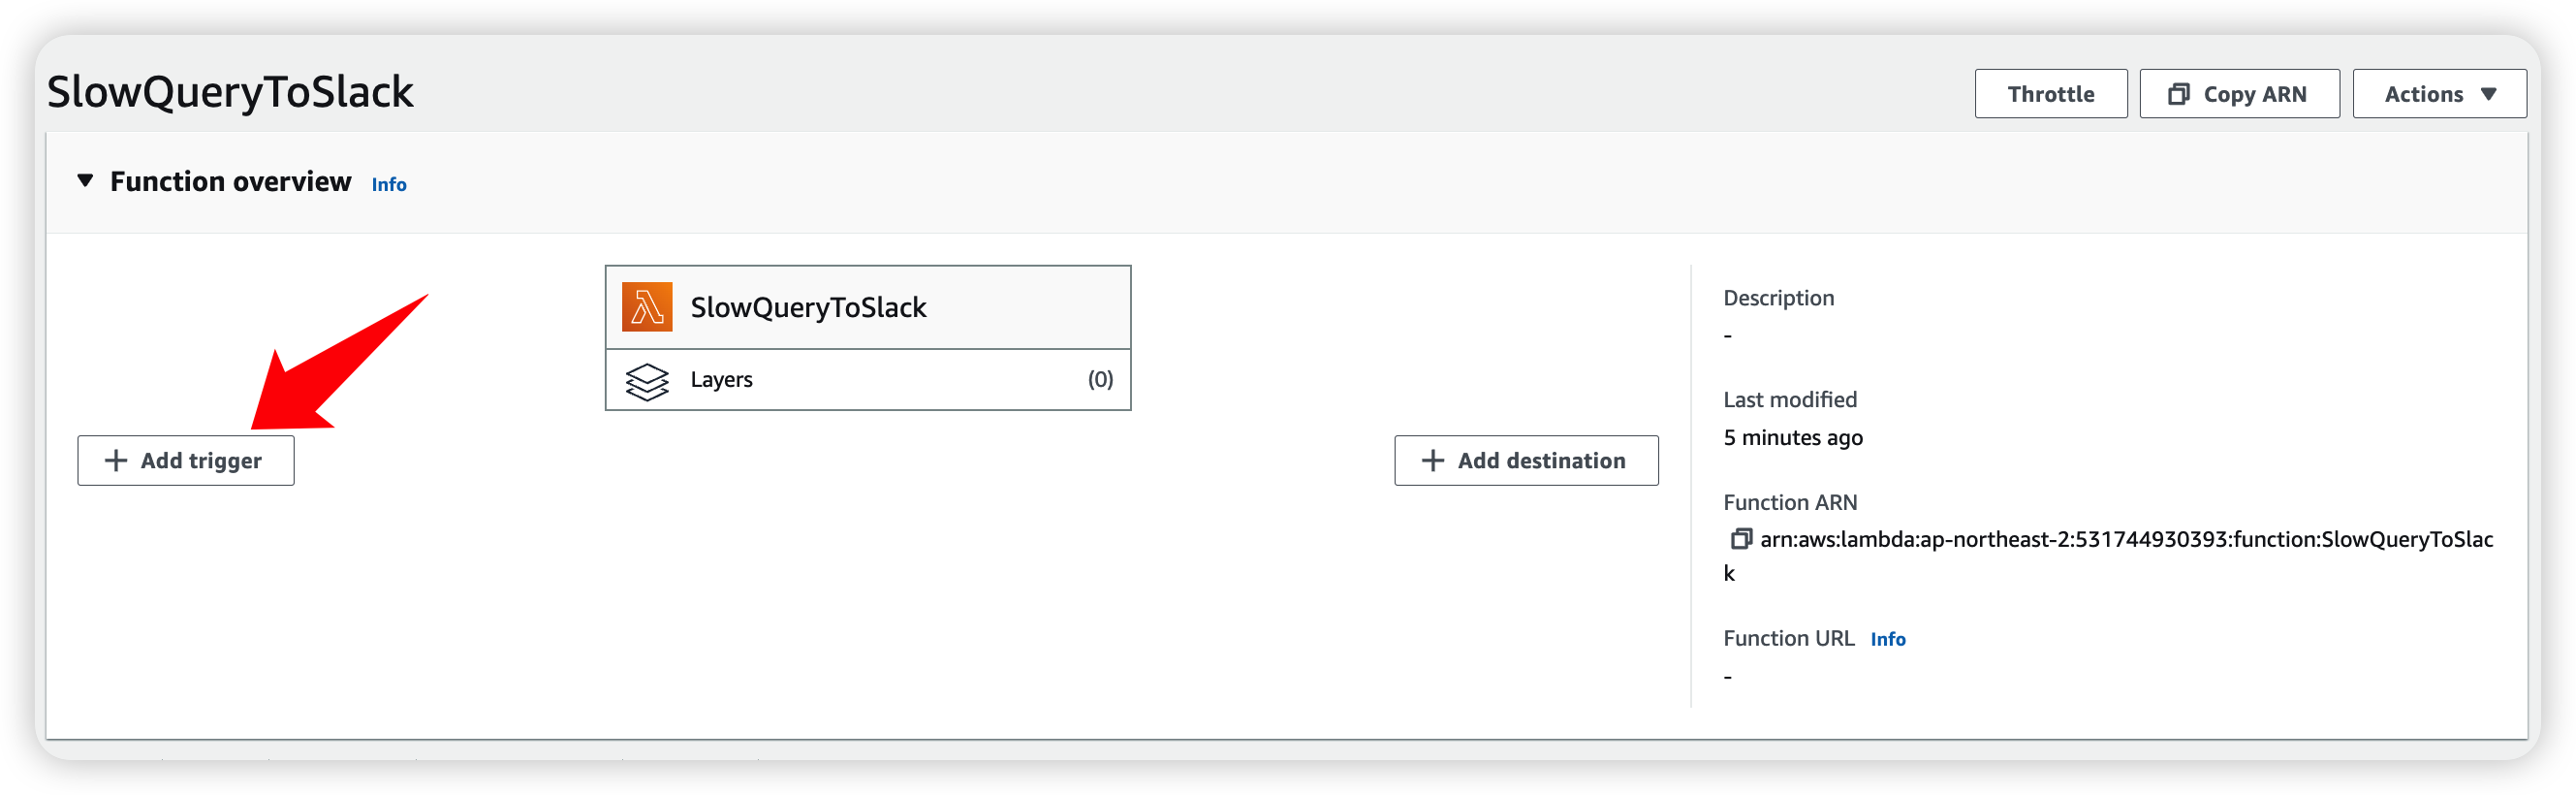 SlowQueryToSlack
Throttle
Copy ARN
Actions
Function overview Info
SlowQueryToSlack
Layers (0)
+ Add trigger
+ Add destination
Description
-
Last modified
5 minutes ago
Function ARN
arn:aws:lambda:ap-northeast-2:531744930393:function:SlowQueryToSlac
k
Function URL Info
-